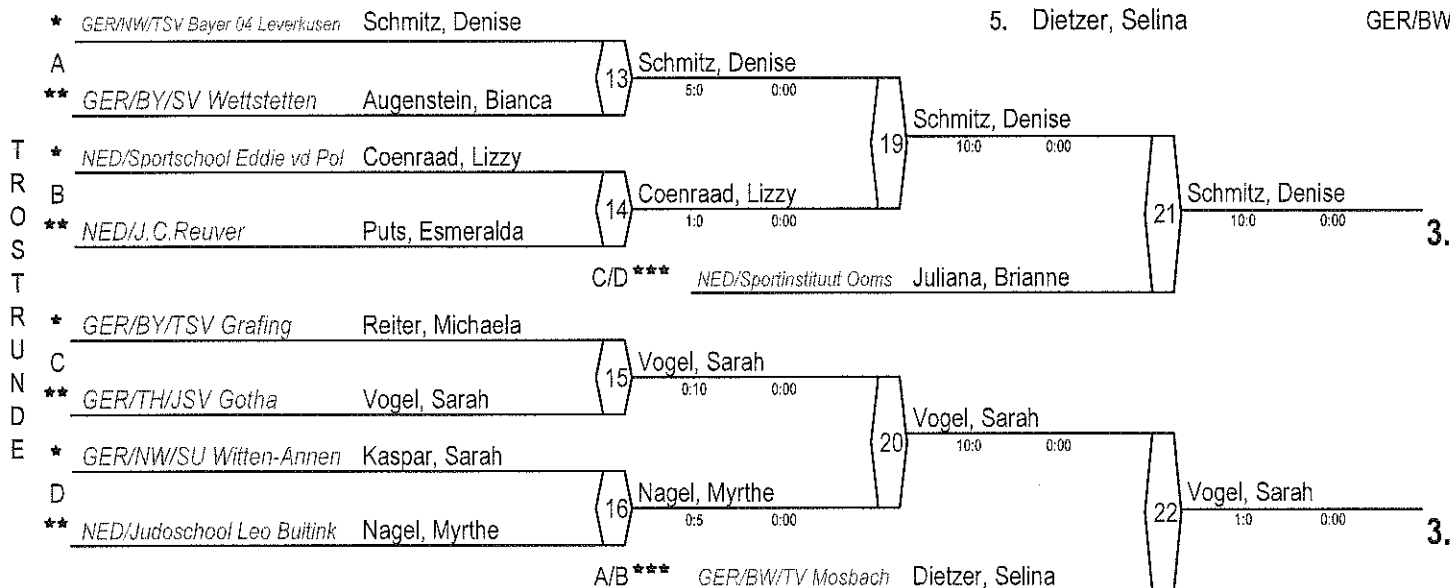 5. Dietzer, Selina GER/BW
* GER/NW/TSV Bayer 04 Leverkusen Schmitz, Denise
A
** GER/BY/SV Wettstetten Augenstein, Bianca
13 Schmitz, Denise
5:0 0:00
* NED/Sportschool Eddie vd Pol Coenraad, Lizzy
B
** NED/J.C.Reuver Puts, Esmeralda
14 Coenraad, Lizzy
1:0 0:00
19 Schmitz, Denise
10:0 0:00
C/D *** NED/Sportinstituut Ooms Juliana, Brianne
21 Schmitz, Denise
10:0 0:00
3.
TROSTRUNDE
* GER/BY/TSV Grafing Reiter, Michaela
C
** GER/TH/JSV Gotha Vogel, Sarah
15 Vogel, Sarah
0:10 0:00
* GER/NW/SU Witten-Annen Kaspar, Sarah
D
** NED/Judoschool Leo Buitink Nagel, Myrthe
16 Nagel, Myrthe
0:5 0:00
20 Vogel, Sarah
10:0 0:00
A/B *** GER/BW/TV Mosbach Dietzer, Selina
22 Vogel, Sarah
1:0 0:00
3.